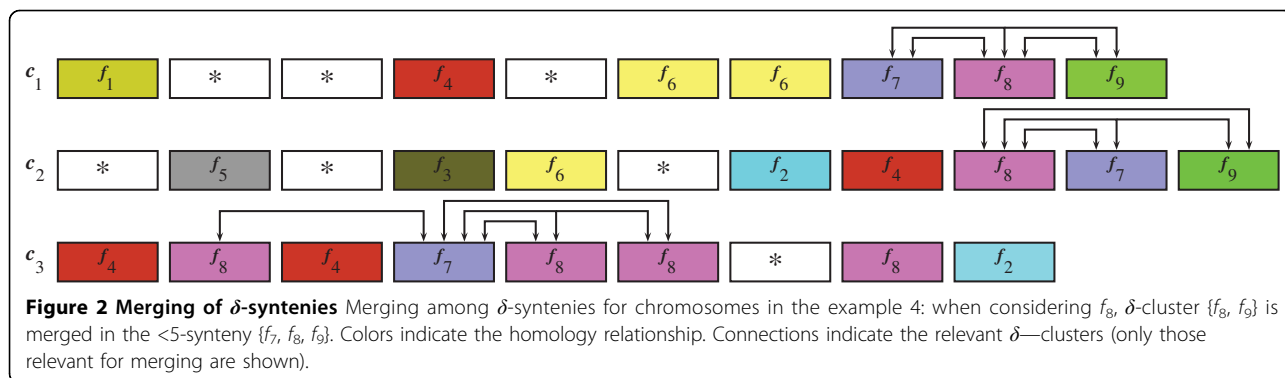 c1 f1 * * f4 * f6 f6 f7 f8 f9
c2 * f5 * f3 f6 * f2 f4 f8 f7 f9
c3 f4 f8 f4 f7 f8 f8 * f8 f2
Figure 2 Merging of δ-syntenies Merging among δ-syntenies for chromosomes in the example 4: when considering f8, δ-cluster {f8, f9} is
merged in the <5-synteny {f7, f8, f9}. Colors indicate the homology relationship. Connections indicate the relevant δ—clusters (only those
relevant for merging are shown).